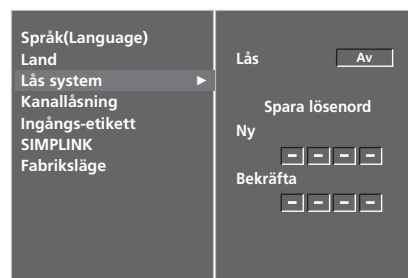 Språk(Language)
Land
Lås system ►
Kanallåsning
Ingångs-etikett
SIMPLINK
Fabriksläge
Lås Av
Spara lösenord
Ny
– – – –
Bekräfta
– – – –